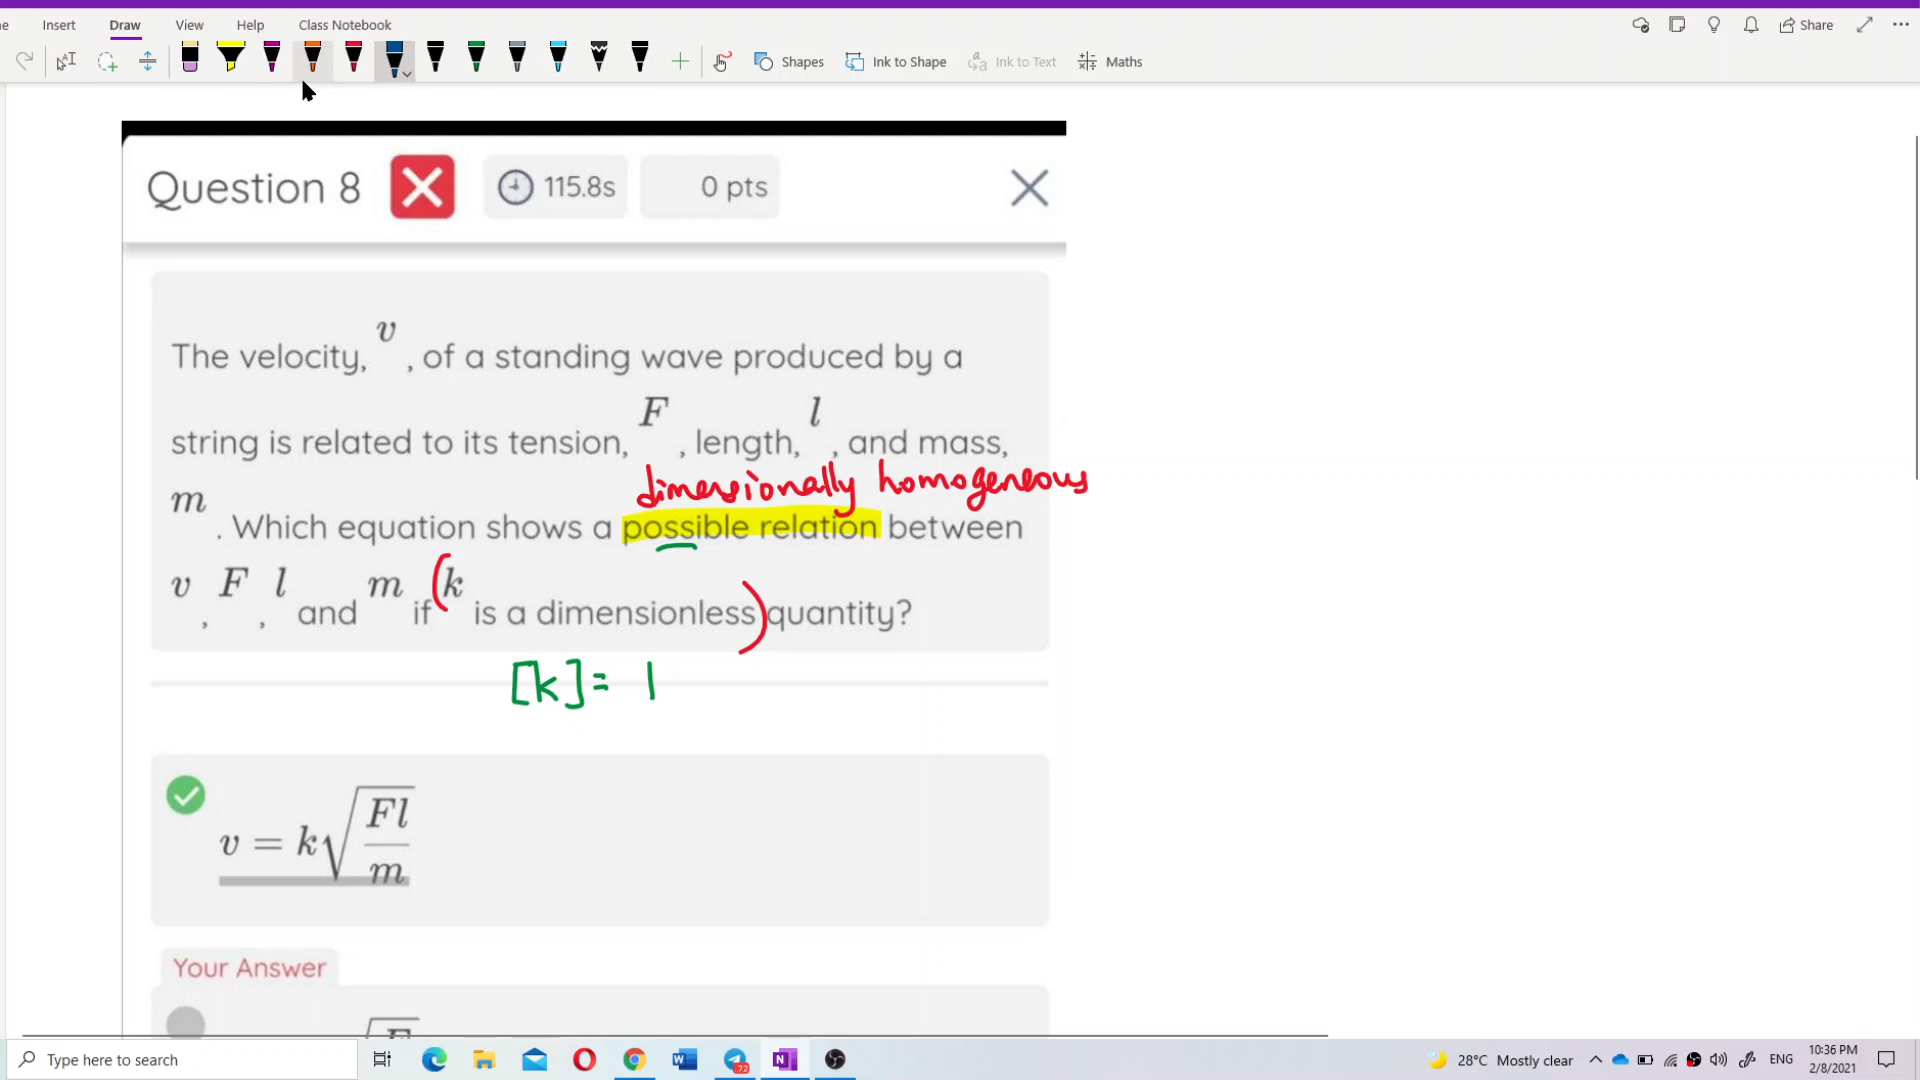 Insert Draw View Help Class Notebook Share
Shapes Ink to Shape Ink to Text Maths
Question 8 115.8s 0 pts
The velocity, v , of a standing wave produced by a
string is related to its tension, F , length, l , and mass,
dimensionally homogeneous
m . Which equation shows a possible relation between
v , F , l and m if (k is a dimensionless) quantity?
[k] = 1
v = k√(Fl/m)
Your Answer
Type here to search
72
N
28°C Mostly clear
ENG
10:36 PM
2/8/2021